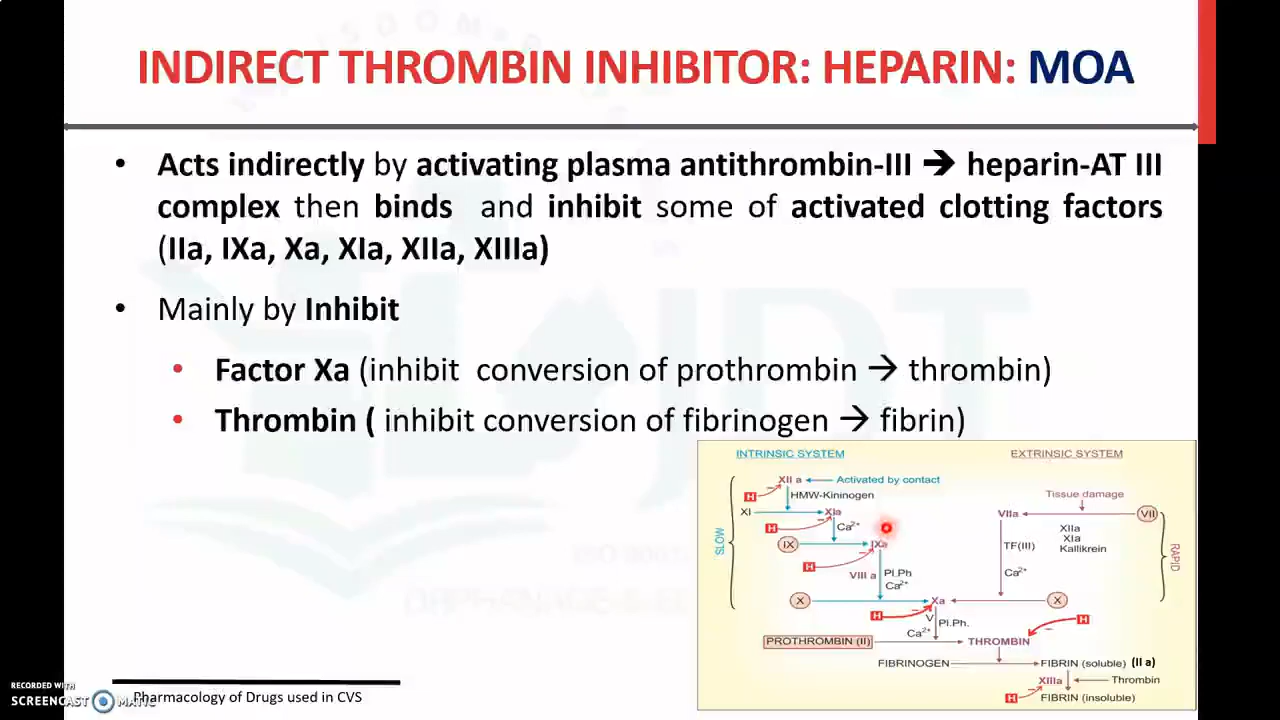 INDIRECT THROMBIN INHIBITOR: HEPARIN: MOA
• Acts indirectly by activating plasma antithrombin-III → heparin-AT III
complex then binds and inhibit some of activated clotting factors
(IIa, IXa, Xa, XIa, XIIa, XIIIa)
• Mainly by Inhibit
• Factor Xa (inhibit conversion of prothrombin → thrombin)
• Thrombin ( inhibit conversion of fibrinogen → fibrin)
INTRINSIC SYSTEM
EXTRINSIC SYSTEM
XII a
Activated by contact
H
–
HMW-Kininogen
Tissue damage
XI
XIa
VIIa
VII
H
–
Ca²⁺
XIIa
XIa
Kallikrein
SLOW
RAPID
IX
IXa
TF(III)
H
–
VIII a
Pl.Ph
Ca²⁺
Ca²⁺
X
Xa
X
H
–
V
Pl.Ph.
Ca²⁺
H
–
PROTHROMBIN (II)
THROMBIN
FIBRINOGEN
FIBRIN (soluble) (II a)
XIIIa
Thrombin
H
–
FIBRIN (insoluble)
Pharmacology of Drugs used in CVS
RECORDED WITH
SCREENCAST MATIC
JDT